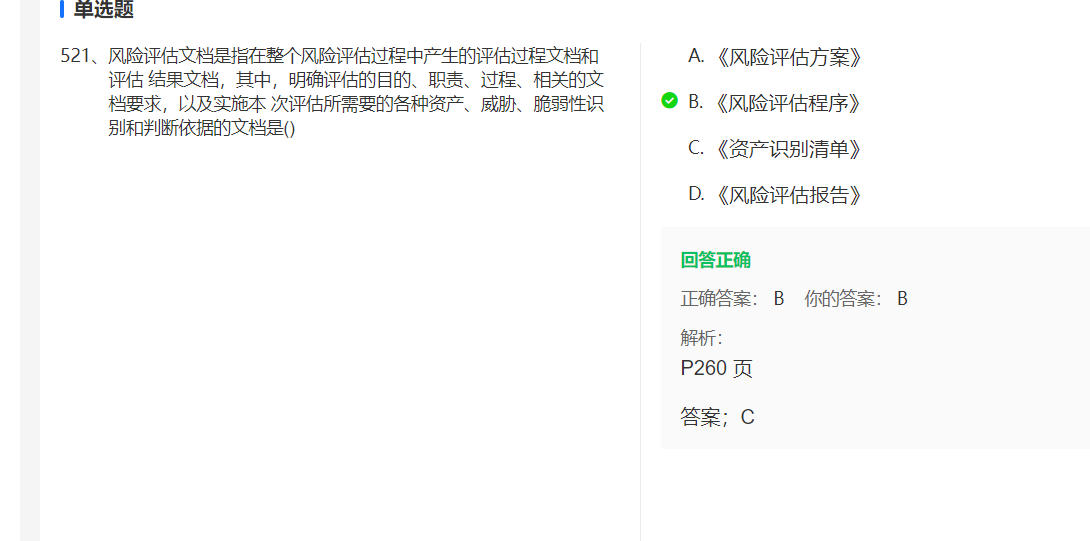 单选题
521、风险评估文档是指在整个风险评估过程中产生的评估过程文档和
评估 结果文档，其中，明确评估的目的、职责、过程、相关的文
档要求，以及实施本 次评估所需要的各种资产、威胁、脆弱性识
别和判断依据的文档是()
A. 《风险评估方案》
B. 《风险评估程序》
C. 《资产识别清单》
D. 《风险评估报告》
回答正确
正确答案： B 你的答案： B
解析：
P260 页
答案；C